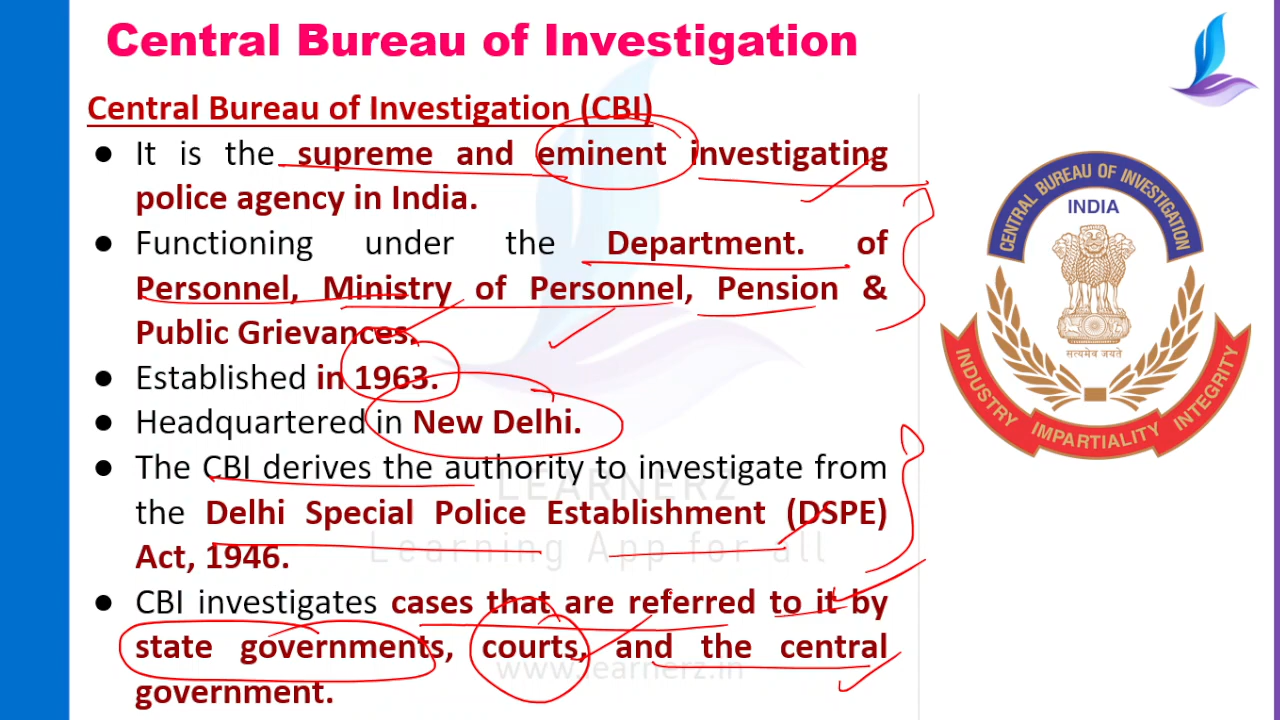 Central Bureau of Investigation
Central Bureau of Investigation (CBI)
● It is the supreme and eminent investigating
police agency in India.
● Functioning under the Department. of
Personnel, Ministry of Personnel, Pension &
Public Grievances.
● Established in 1963.
● Headquartered in New Delhi.
● The CBI derives the authority to investigate from
the Delhi Special Police Establishment (DSPE)
Act, 1946.
● CBI investigates cases that are referred to it by
state governments, courts, and the central
government.
CENTRAL BUREAU OF INVESTIGATION
INDIA
सत्यमेव जयते
INDUSTRY IMPARTIALITY INTEGRITY
LEARNERZ
Learning App for all
www.learnerz.in